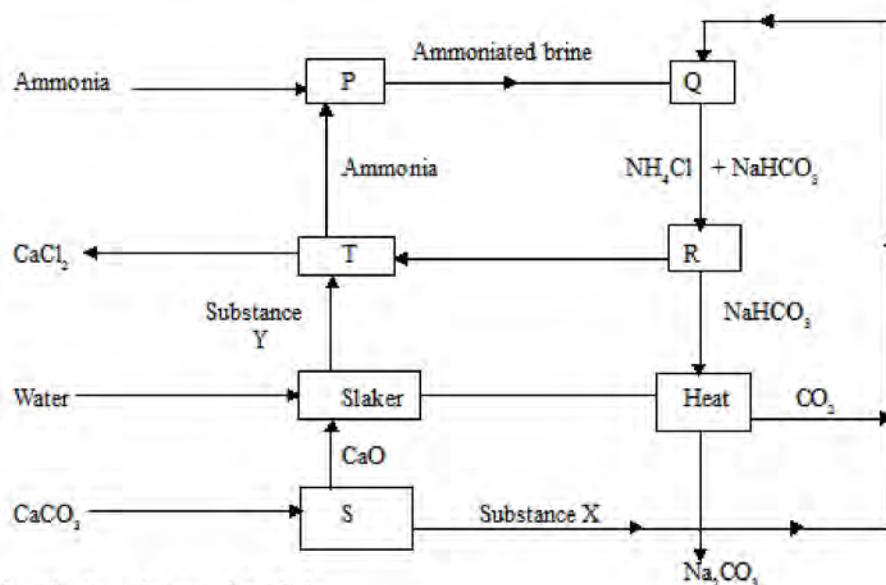 Ammoniated brine
Ammonia
P
Q
Ammonia
NH₄Cl + NaHCO₃
CaCl₂
T
R
Substance
Y
NaHCO₃
Water
Slaker
Heat
CO₂
CaO
CaCO₃
S
Substance X
Na₂CO₃